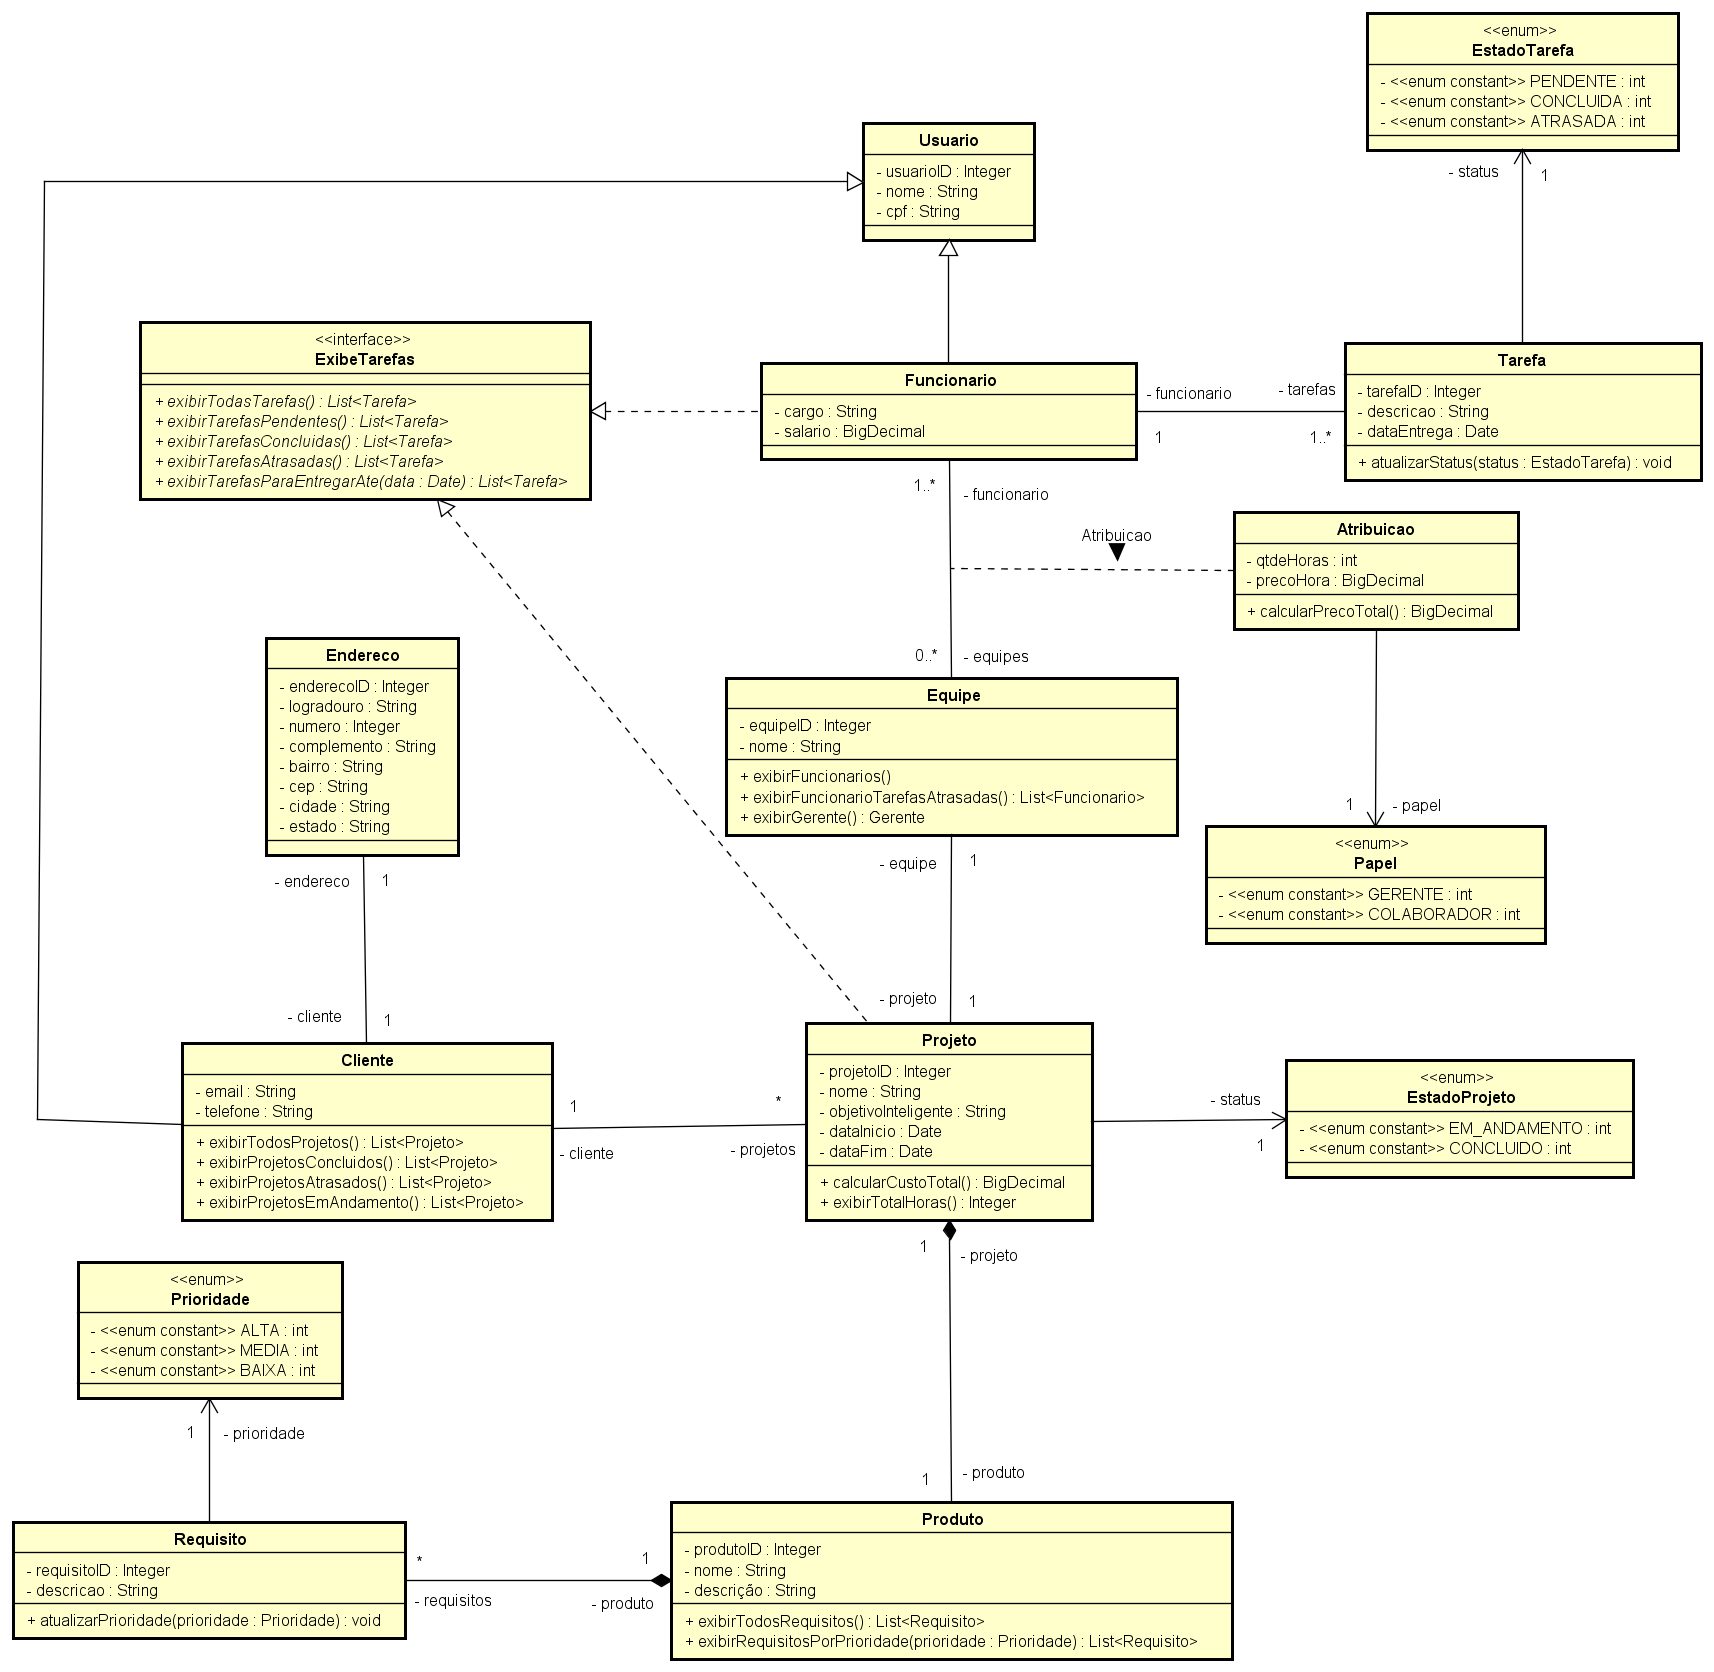 <<enum>>
EstadoTarefa
- <<enum constant>> PENDENTE : int
- <<enum constant>> CONCLUIDA : int
- <<enum constant>> ATRASADA : int
- status
1
Usuario
- usuarioID : Integer
- nome : String
- cpf : String
<<interface>>
ExibeTarefas
+ exibirTodasTarefas() : List<Tarefa>
+ exibirTarefasPendentes() : List<Tarefa>
+ exibirTarefasConcluidas() : List<Tarefa>
+ exibirTarefasAtrasadas() : List<Tarefa>
+ exibirTarefasParaEntregarAte(data : Date) : List<Tarefa>
Funcionario
- cargo : String
- salario : BigDecimal
- funcionario
1
- tarefas
1..*
Tarefa
- tarefaID : Integer
- descricao : String
- dataEntrega : Date
+ atualizarStatus(status : EstadoTarefa) : void
1..*
- funcionario
Atribuicao
Atribuicao
- qtdeHoras : int
- precoHora : BigDecimal
+ calcularPrecoTotal() : BigDecimal
Endereco
- enderecoID : Integer
- logradouro : String
- numero : Integer
- complemento : String
- bairro : String
- cep : String
- cidade : String
- estado : String
0..*
- equipes
Equipe
- equipeID : Integer
- nome : String
+ exibirFuncionarios()
+ exibirFuncionarioTarefasAtrasadas() : List<Funcionario>
+ exibirGerente() : Gerente
1
- papel
<<enum>>
Papel
- <<enum constant>> GERENTE : int
- <<enum constant>> COLABORADOR : int
- endereco
1
- equipe
1
- cliente
1
- projeto
1
Cliente
- email : String
- telefone : String
+ exibirTodosProjetos() : List<Projeto>
+ exibirProjetosConcluidos() : List<Projeto>
+ exibirProjetosAtrasados() : List<Projeto>
+ exibirProjetosEmAndamento() : List<Projeto>
1
- cliente
*
- projetos
Projeto
- projetoID : Integer
- nome : String
- objetivoInteligente : String
- dataInicio : Date
- dataFim : Date
+ calcularCustoTotal() : BigDecimal
+ exibirTotalHoras() : Integer
- status
1
<<enum>>
EstadoProjeto
- <<enum constant>> EM_ANDAMENTO : int
- <<enum constant>> CONCLUIDO : int
1
- projeto
<<enum>>
Prioridade
- <<enum constant>> ALTA : int
- <<enum constant>> MEDIA : int
- <<enum constant>> BAIXA : int
1
- prioridade
1
- produto
Requisito
- requisitoID : Integer
- descricao : String
+ atualizarPrioridade(prioridade : Prioridade) : void
*
- requisitos
1
- produto
Produto
- produtoID : Integer
- nome : String
- descrição : String
+ exibirTodosRequisitos() : List<Requisito>
+ exibirRequisitosPorPrioridade(prioridade : Prioridade) : List<Requisito>